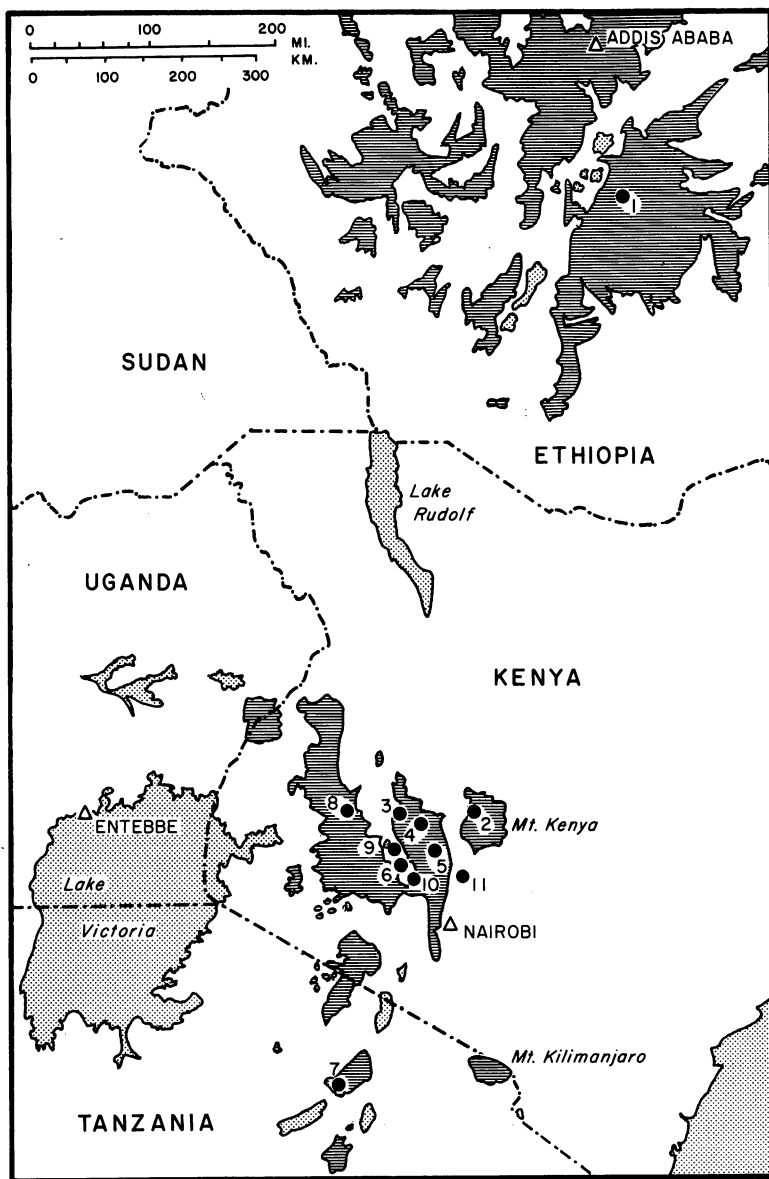 0 100 200 MI.
0 100 200 300 KM.
ADDIS ABABA
1
SUDAN
ETHIOPIA
Lake
Rudolf
UGANDA
KENYA
8
3
2
ENTEBBE
4
Mt. Kenya
9
5
6
10
11
Lake
Victoria
NAIROBI
7
Mt. Kilimanjaro
TANZANIA